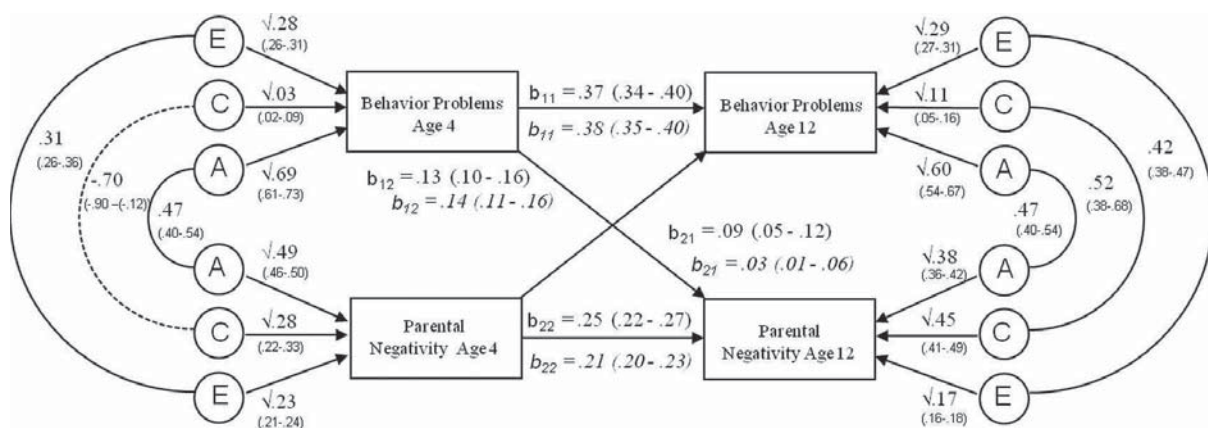 E
√.28
(.26-.31)
C
√.03
(.02-.09)
A
√.69
(.61-.73)
.31
(.26-.36)
-.70
(-.90 –(-.12)
.47
(.40-.54)
A
√.49
(.46-.50)
C
√.28
(.22-.33)
E
√.23
(.21-.24)
Behavior Problems
Age 4
Parental
Negativity Age 4
b11 = .37 (.34 - .40)
b11 = .38 (.35 - .40)
b12 = .13 (.10 - .16)
b12 = .14 (.11 - .16)
b21 = .09 (.05 - .12)
b21 = .03 (.01 - .06)
b22 = .25 (.22 - .27)
b22 = .21 (.20 - .23)
Behavior Problems
Age 12
Parental
Negativity Age 12
√.29
(.27-.31)
E
√.11
(.05-.16)
C
√.60
(.54-.67)
A
.47
(.40-.54)
.52
(.38-.68)
.42
(.38-.47)
√.38
(.36-.42)
A
√.45
(.41-.49)
C
√.17
(.16-.18)
E